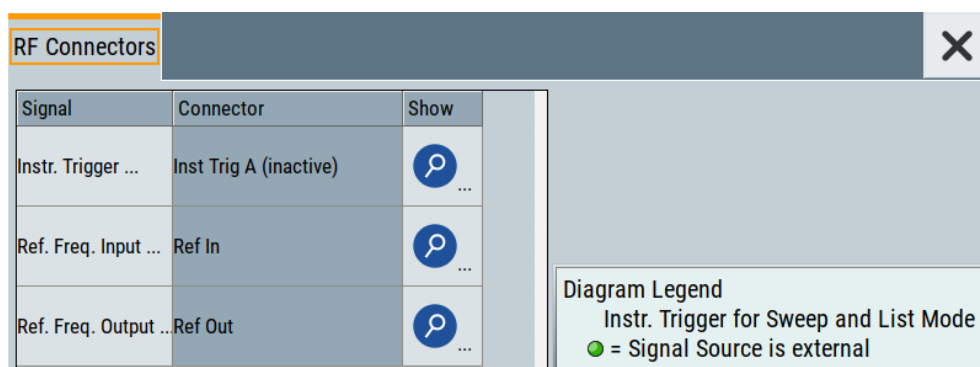 RF Connectors
Signal Connector Show
Instr. Trigger ... Inst Trig A (inactive) ...
Ref. Freq. Input ... Ref In ...
Ref. Freq. Output ... Ref Out ...
Diagram Legend
Instr. Trigger for Sweep and List Mode
= Signal Source is external